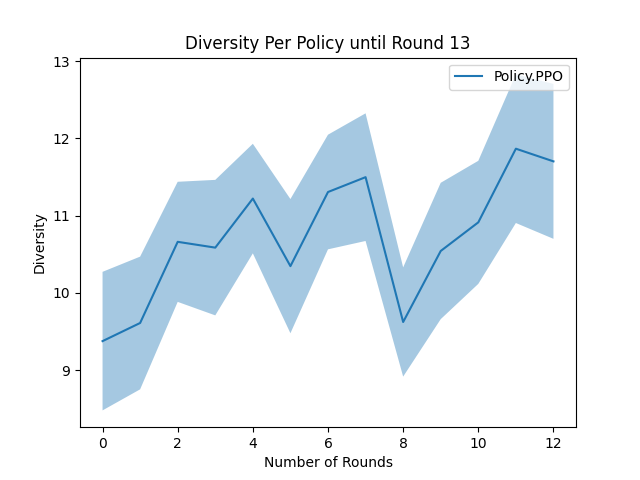 Diversity Per Policy until Round 13
Policy.PPO
13
12
11
10
9
Diversity
0 2 4 6 8 10 12
Number of Rounds